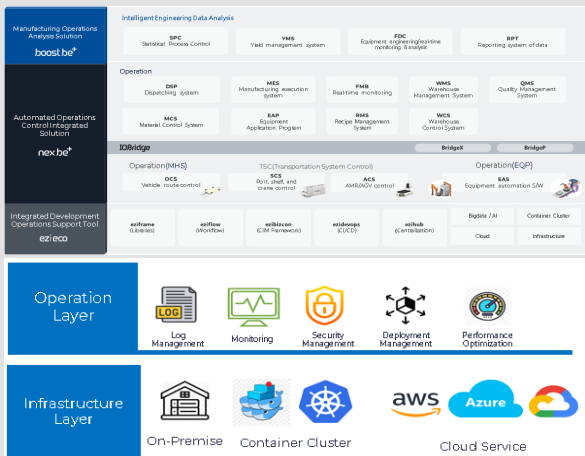 Manufacturing Operations
Analysis Solution
boost.be+
Intelligent Engineering Data Analysis
SPC
Statistical Process Control
YMS
Yield management system
FDC
Equipment engineering/real-time
monitoring & analysis
RPT
Reporting system of data
Automated Operations
Control Integrated
Solution
nex.be+
Operation
DSP
Dispatching system
MES
Manufacturing execution
system
FMB
Real-time monitoring
WMS
Warehouse
Management System
QMS
Quality Management
System
MCS
Material Control System
EAP
Equipment
Application Program
RMS
Recipe Management
System
WCS
Warehouse
Control System
IOBridge
BridgeX
BridgeP
Operation(MHS)
TSC(Transportation System Control)
Operation(EQP)
OCS
Vehicle route control
SCS
Port, shelf, and
crane control
ACS
AMR/AGV control
EAS
Equipment automation S/W
Integrated Development
Operations Support Tool
ezieco
eziframe
(Libraries)
eziflow
(Workflow)
ezibizcon
(CIM Framework)
ezidevops
(CI/CD)
ezihub
(Centralization)
Bigdata / AI
Container Cluster
Cloud
Infrastructure
Operation
Layer
LOG
Log
Management
Monitoring
Security
Management
Deployment
Management
Performance
Optimization
Infrastructure
Layer
On-Premise
Container Cluster
aws
Azure
Cloud Service